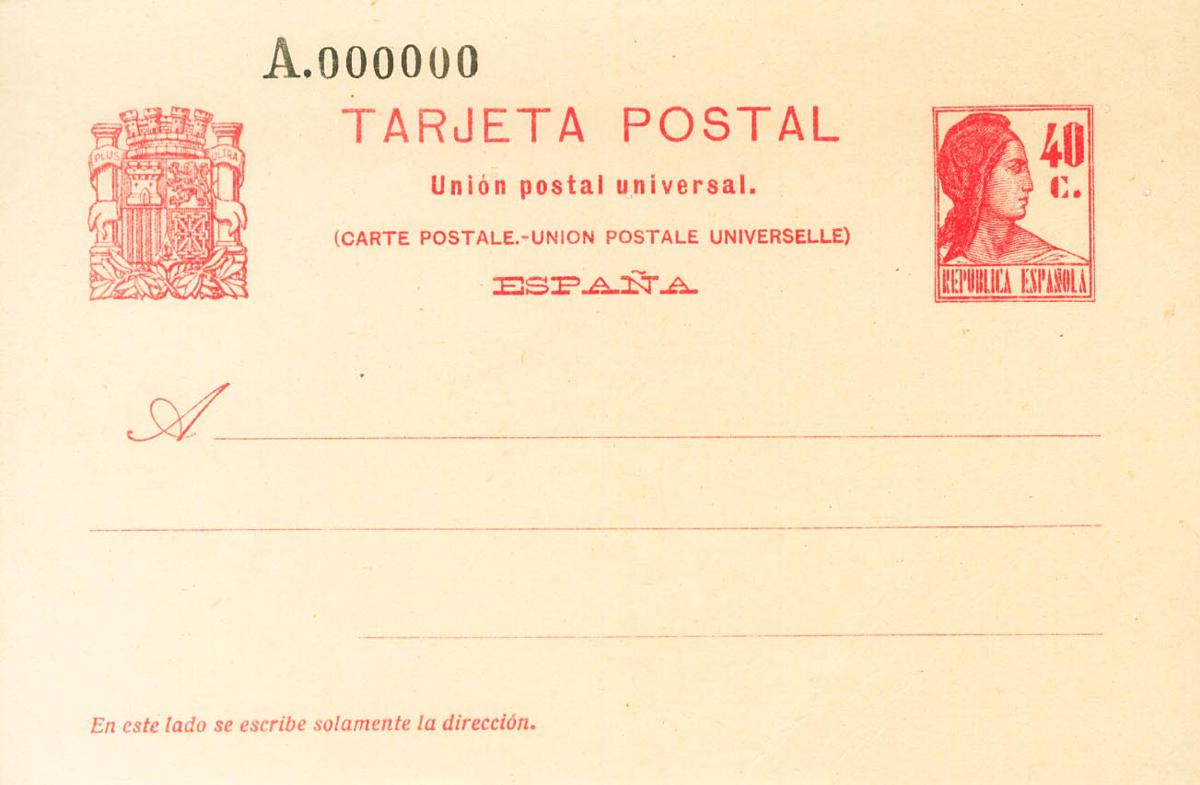 A.000000
TARJETA POSTAL
PLUS ULTRA
Unión postal universal.
40
C.
(CARTE POSTALE.-UNION POSTALE UNIVERSELLE)
ESPAÑA
REPUBLICA ESPAÑOLA
A
En este lado se escribe solamente la dirección.